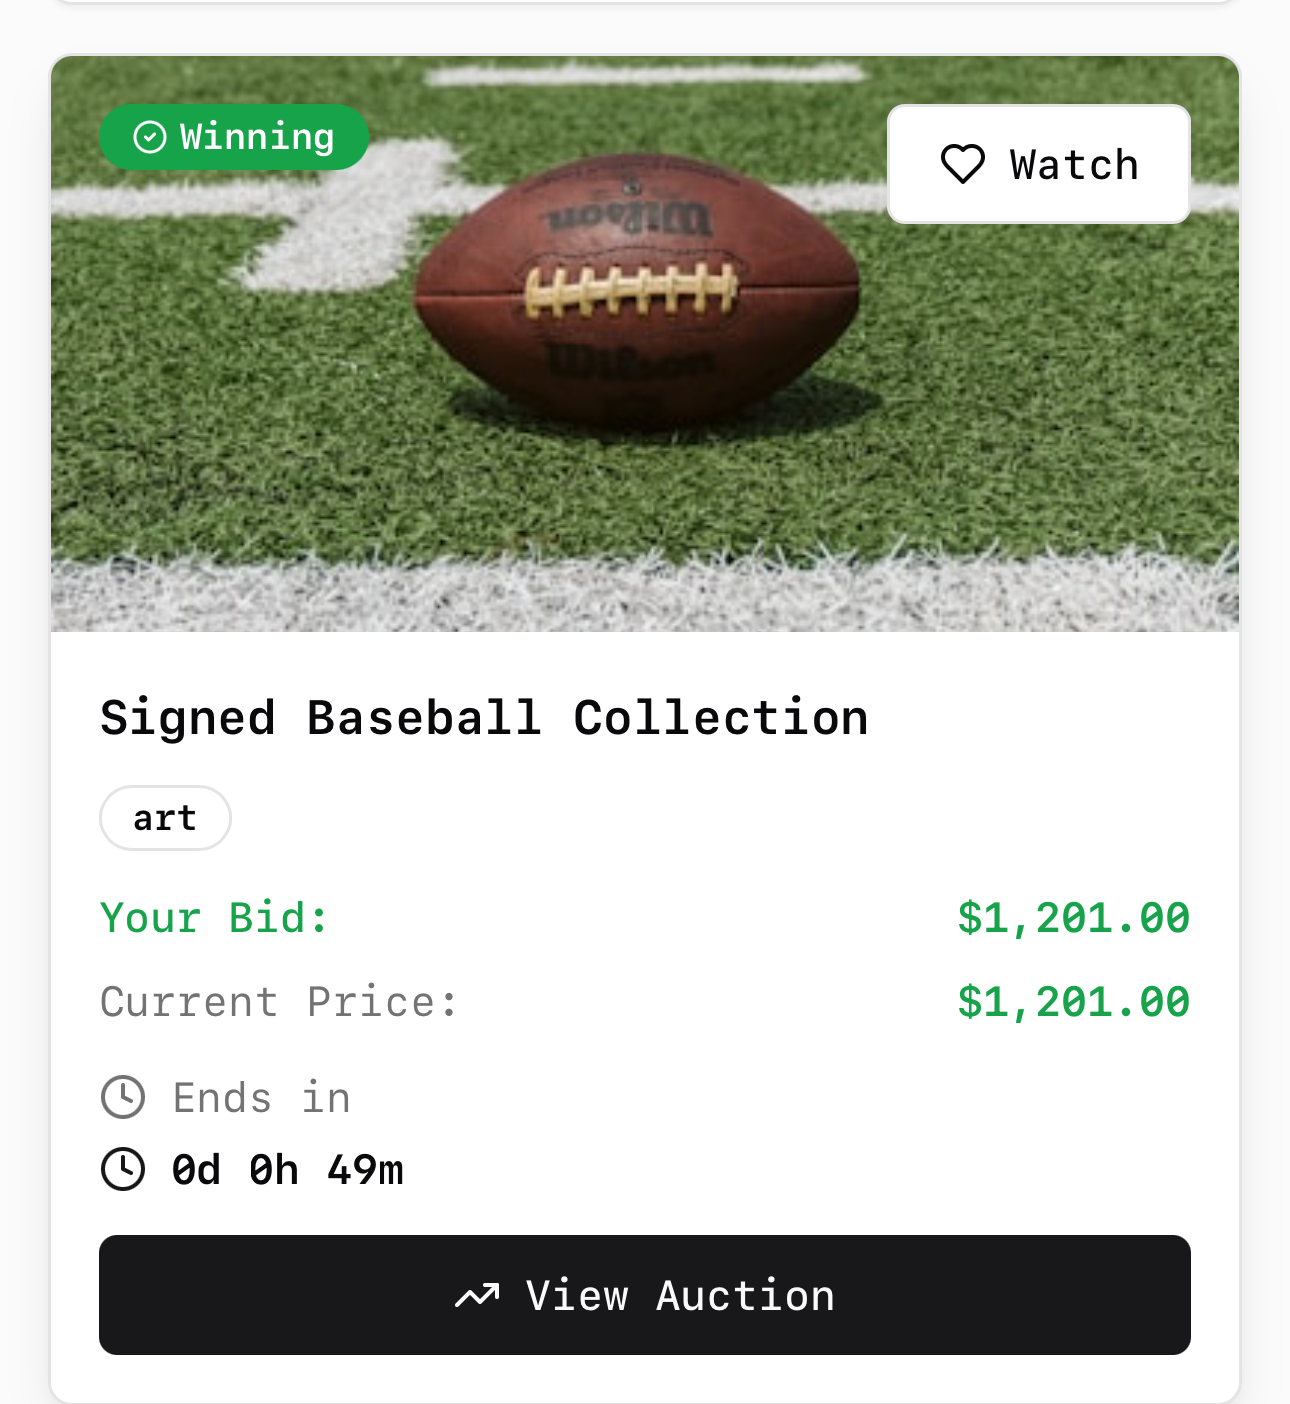 Winning
Watch
Wilson
Wilson
Signed Baseball Collection
art
Your Bid: $1,201.00
Current Price: $1,201.00
Ends in
0d 0h 49m
View Auction